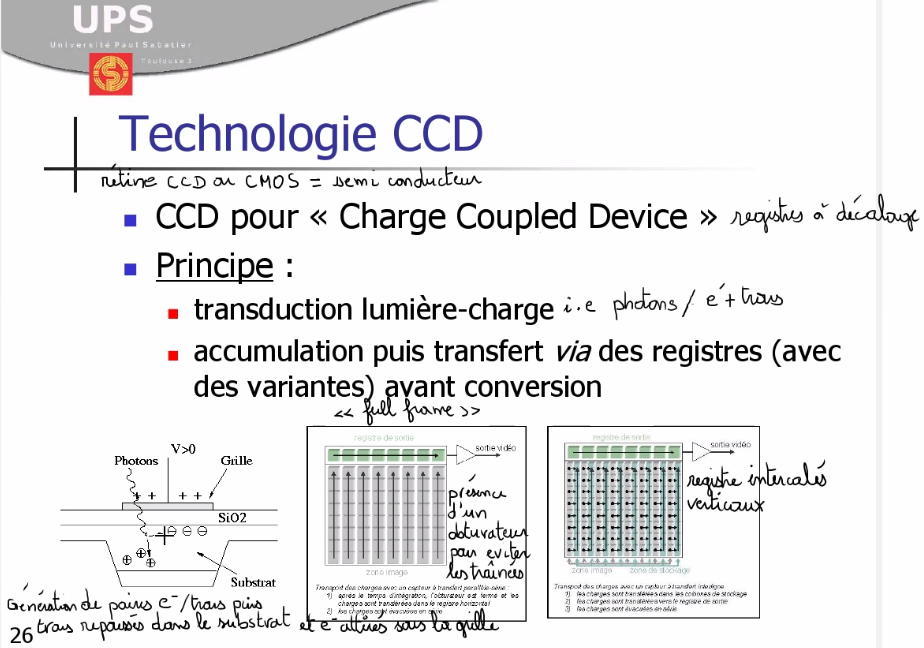 UPS
Université Paul Sabatier
Toulouse 3
Technologie CCD
rétine CCD ou CMOS = semi conducteur
CCD pour « Charge Coupled Device » registres à décalage
Principe :
transduction lumière-charge i.e photons / e⁻ + trous
accumulation puis transfert via des registres (avec
des variantes) avant conversion
<< full frame >>
V>0
Photons
Grille
+ + + +
SiO2
Substrat
registre de sortie
sortie vidéo
présence
d'un
obturateur
pour eviter
les traînées
zone image
Transport des charges avec un capteur à transfert parallèle-série :
1) après le temps d'intégration, l'obturateur est fermé et les
charges sont transférées dans le registre horizontal
2) les charges sont évacuées en série
registre de sortie
sortie vidéo
registre intercalés
verticaux
zone image zone de stockage
Transport des charges avec un capteur à transfert interligne
1) les charges sont transférées dans les colonnes de stockage
2) les charges sont transférées vers le registre de sortie
3) les charges sont évacuées en série
Génération de paires e⁻/trous puis
26 trous repoussés dans le substrat et e⁻ attirés sous la grille